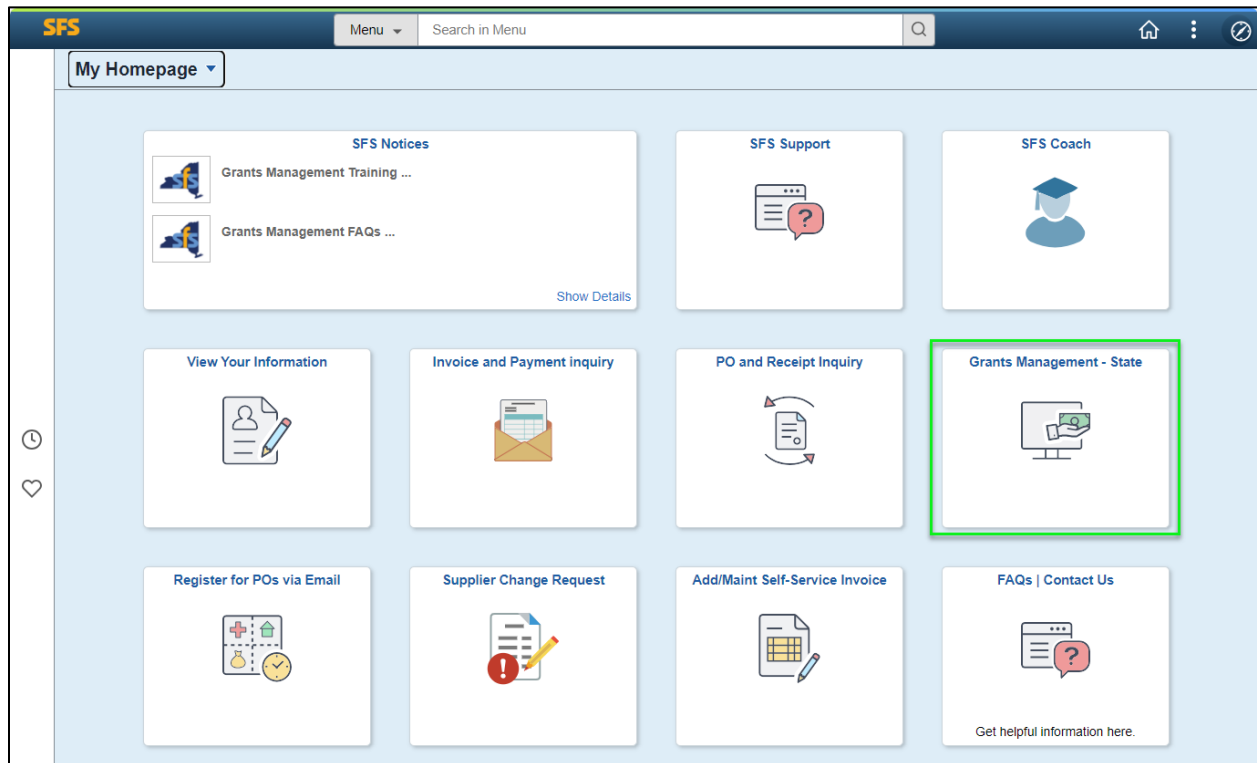 SFS
Menu
Search in Menu
My Homepage
SFS Notices
Grants Management Training ...
sfs
Grants Management FAQs ...
sfs
Show Details
SFS Support
?
SFS Coach
View Your Information
Invoice and Payment inquiry
PO and Receipt Inquiry
Grants Management - State
Register for POs via Email
Supplier Change Request
!
Add/Maint Self-Service Invoice
FAQs | Contact Us
?
Get helpful information here.